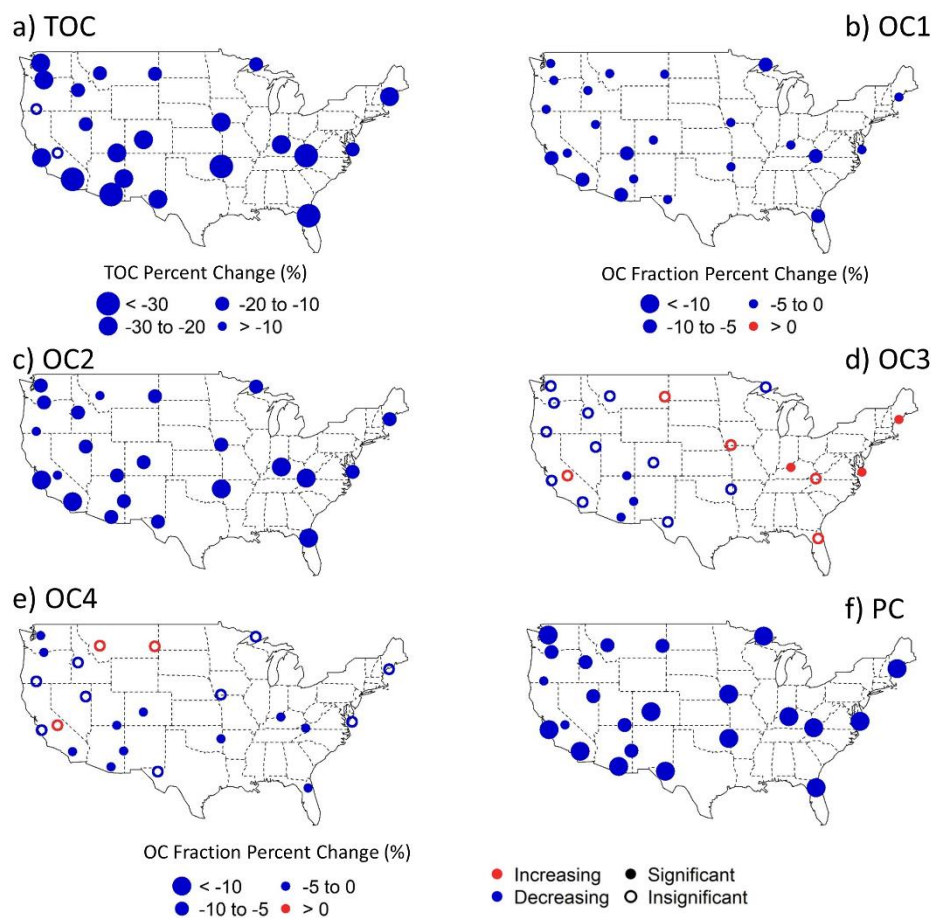 a) TOC
b) OC1
TOC Percent Change (%)
< -30 -20 to -10
-30 to -20 > -10
OC Fraction Percent Change (%)
< -10 -5 to 0
-10 to -5 > 0
c) OC2
d) OC3
e) OC4
f) PC
OC Fraction Percent Change (%)
< -10 -5 to 0
-10 to -5 > 0
Increasing Significant
Decreasing Insignificant